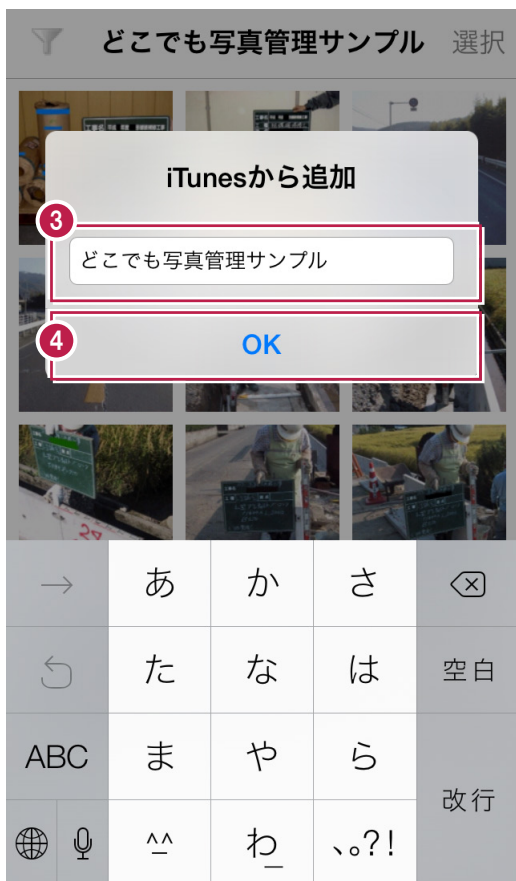 どこでも写真管理サンプル 選択
iTunesから追加
3
どこでも写真管理サンプル
4
OK
→ あ か さ
た な は 空白
ABC ま や ら
改行
^^ わ_ 、。?!